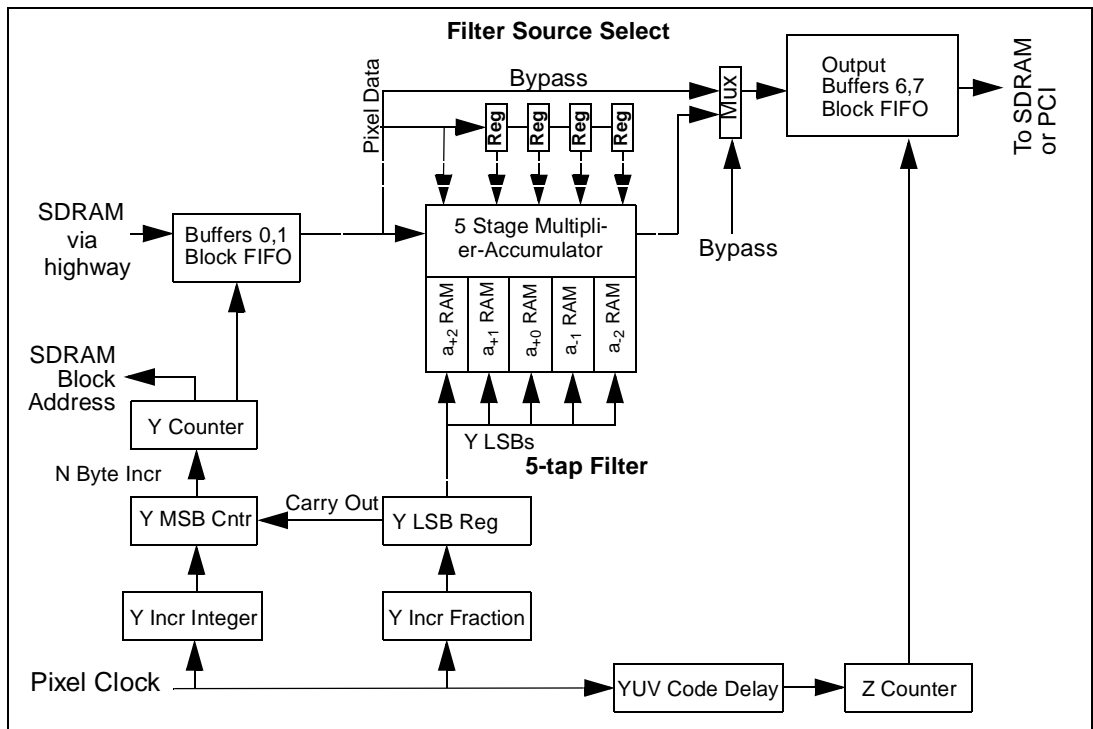 Filter Source Select
Pixel Data
Bypass
Mux
Output
Buffers 6,7
Block FIFO
To SDRAM
or PCI
Reg
Reg
Reg
Reg
SDRAM
via
highway
Buffers 0,1
Block FIFO
5 Stage Multipli-
er-Accumulator
Bypass
a+2 RAM
a+1 RAM
a+0 RAM
a-1 RAM
a-2 RAM
SDRAM
Block
Address
Y Counter
Y LSBs
5-tap Filter
N Byte Incr
Y MSB Cntr
Carry Out
Y LSB Reg
Y Incr Integer
Y Incr Fraction
Pixel Clock
YUV Code Delay
Z Counter